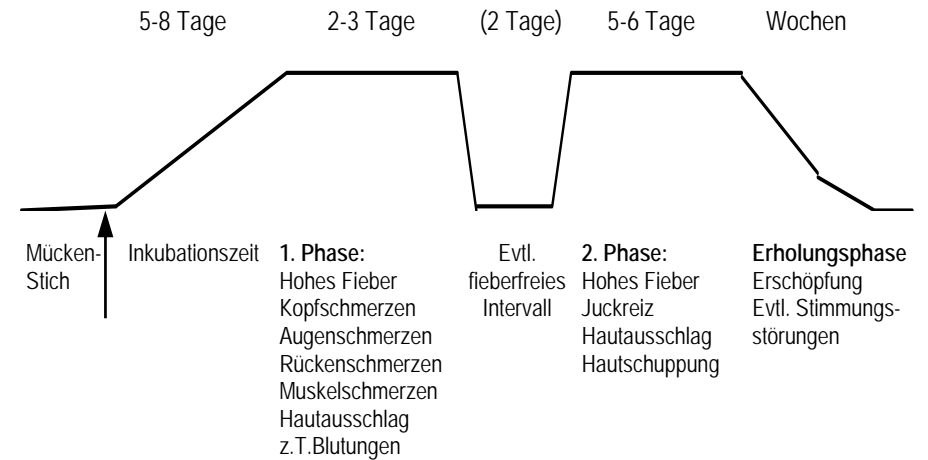 5-8 Tage 2-3 Tage (2 Tage) 5-6 Tage Wochen
Mücken-
Stich
Inkubationszeit
1. Phase:
Hohes Fieber
Kopfschmerzen
Augenschmerzen
Rückenschmerzen
Muskelschmerzen
Hautausschlag
z.T.Blutungen
Evtl.
fieberfreies
Intervall
2. Phase:
Hohes Fieber
Juckreiz
Hautausschlag
Hautschuppung
Erholungsphase
Erschöpfung
Evtl. Stimmungs-
störungen